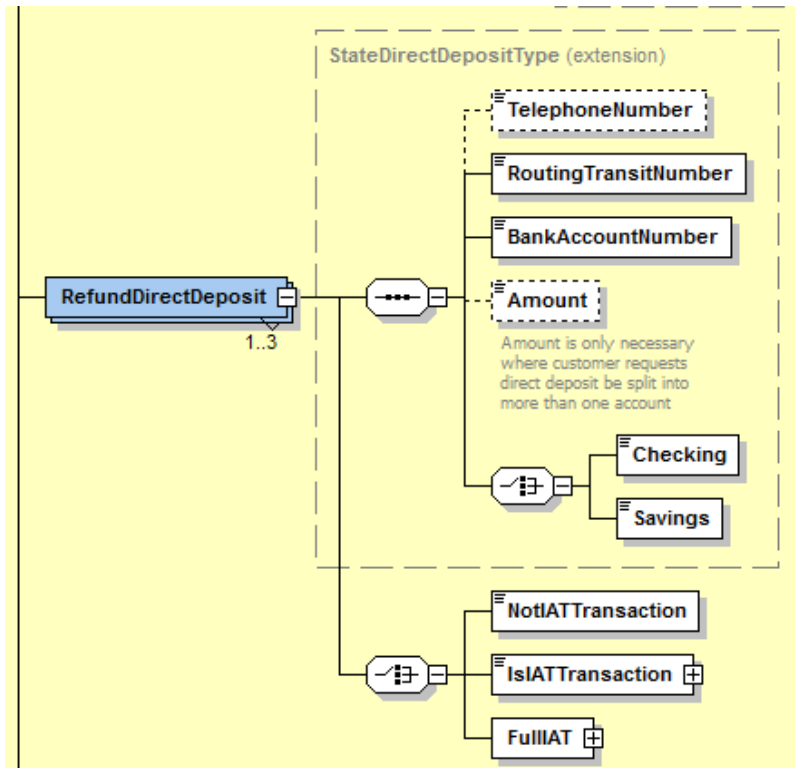 StateDirectDepositType (extension)
TelephoneNumber
RoutingTransitNumber
BankAccountNumber
RefundDirectDeposit
1..3
Amount
Amount is only necessary
where customer requests
direct deposit be split into
more than one account
Checking
Savings
NotIATTransaction
IsIATTransaction
FullIAT